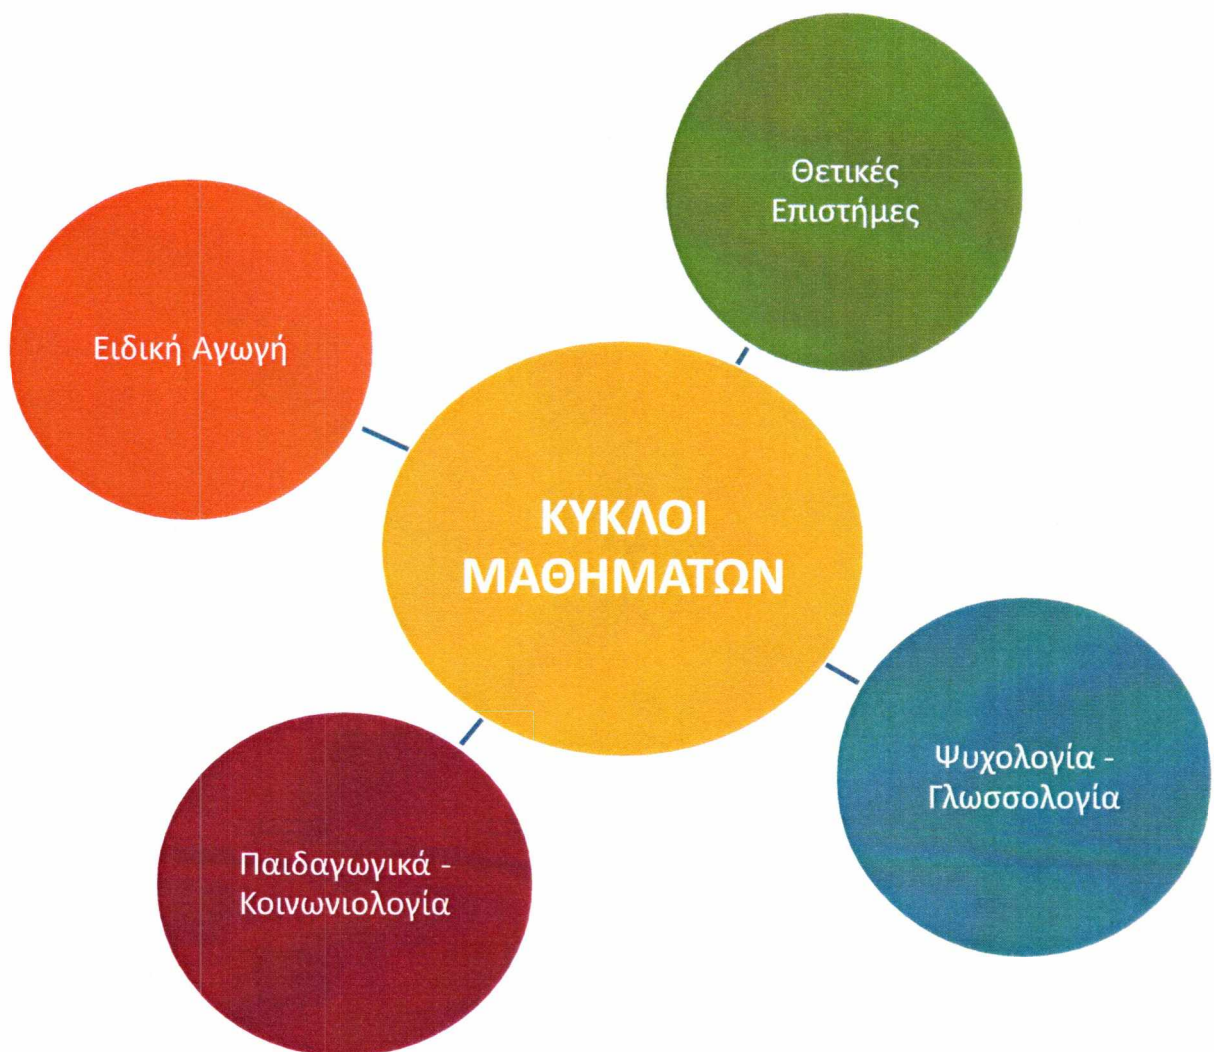 Θετικές
Επιστήμες
Ειδική Αγωγή
ΚΥΚΛΟΙ
ΜΑΘΗΜΑΤΩΝ
Ψυχολογία -
Γλωσσολογία
Παιδαγωγικά -
Κοινωνιολογία